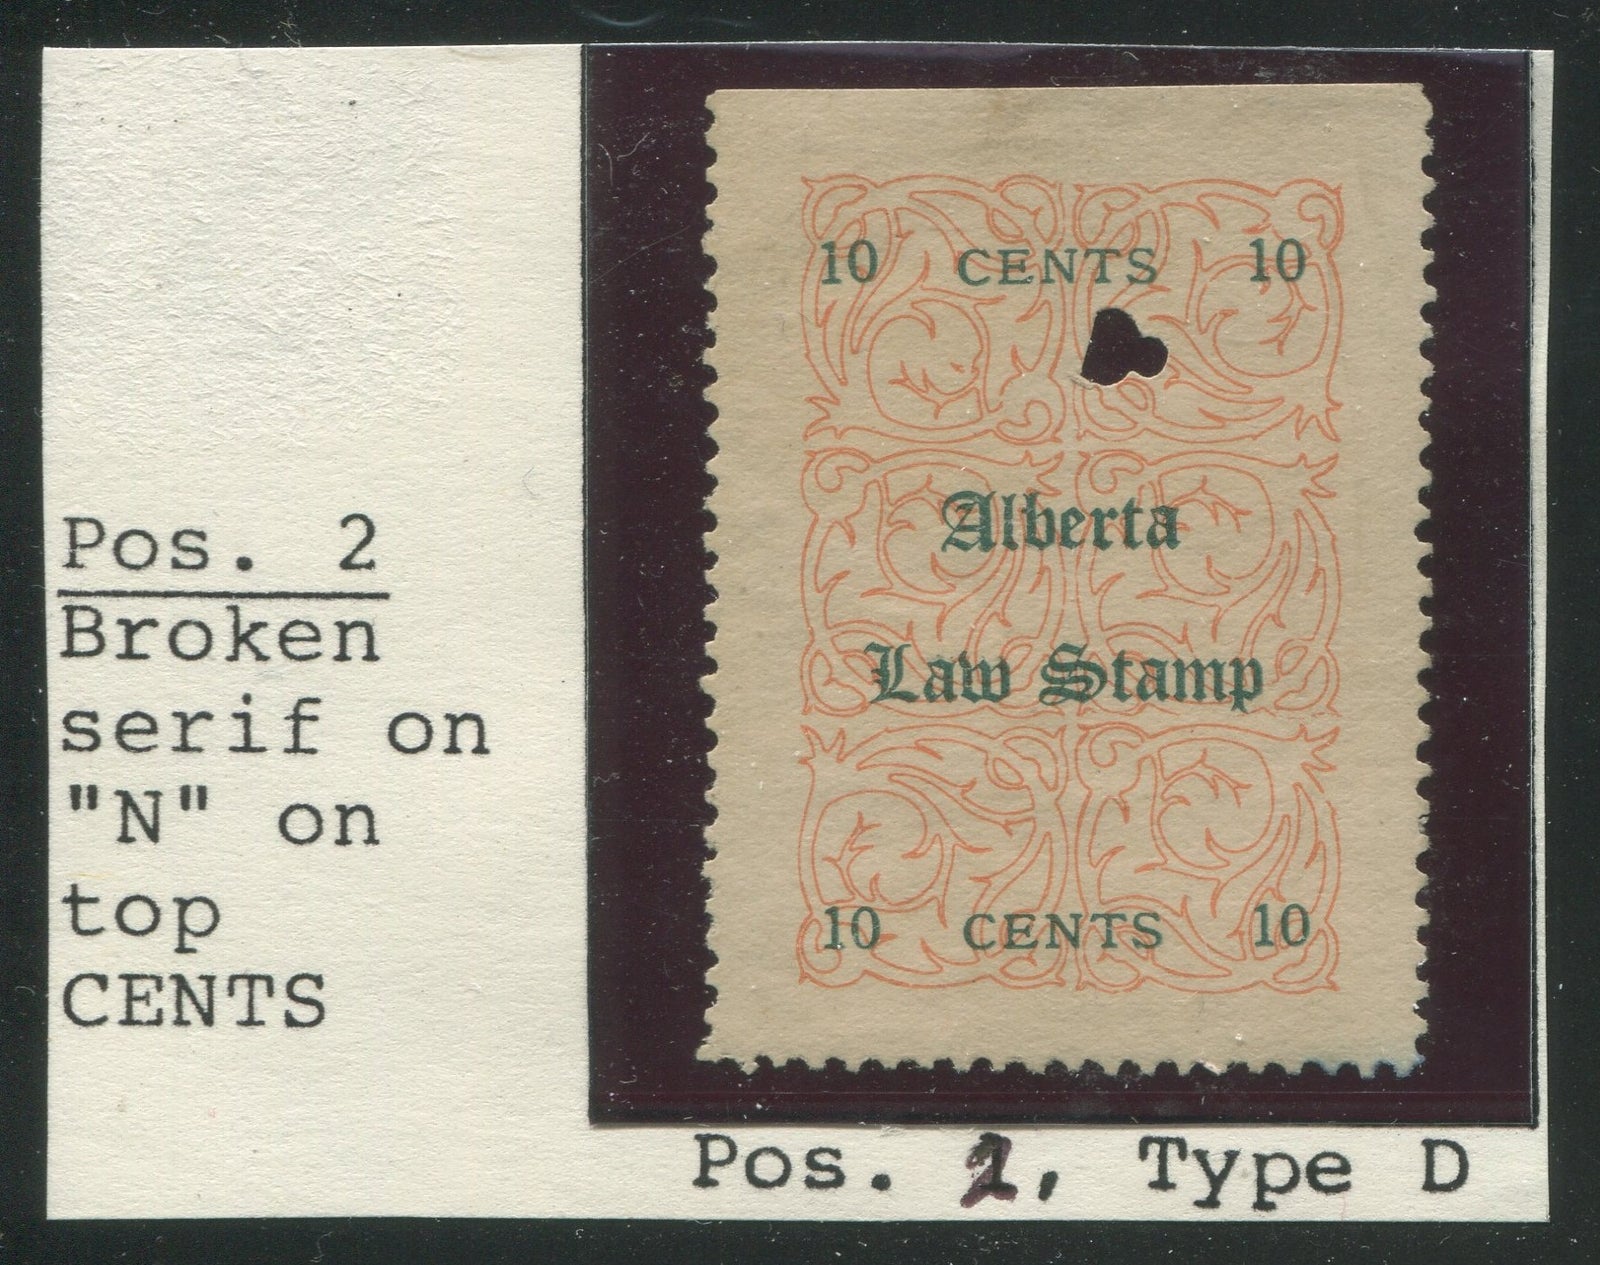 Pos. 2
Broken
serif on
"N" on
top
CENTS
10 CENTS 10
Alberta
Law Stamp
10 CENTS 10
Pos. 2, Type D